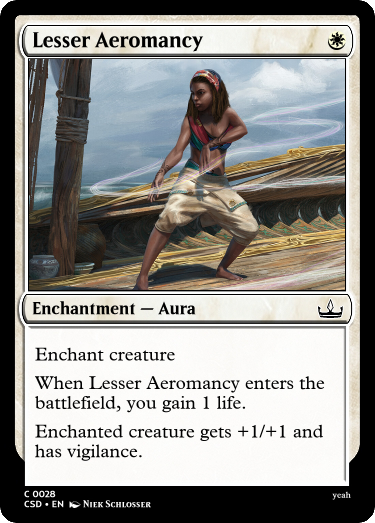 Lesser Aeromancy
Enchantment — Aura
Enchant creature
When Lesser Aeromancy enters the
battlefield, you gain 1 life.
Enchanted creature gets +1/+1 and
has vigilance.
C 0028
CSD • EN Niek Schlosser
yeah